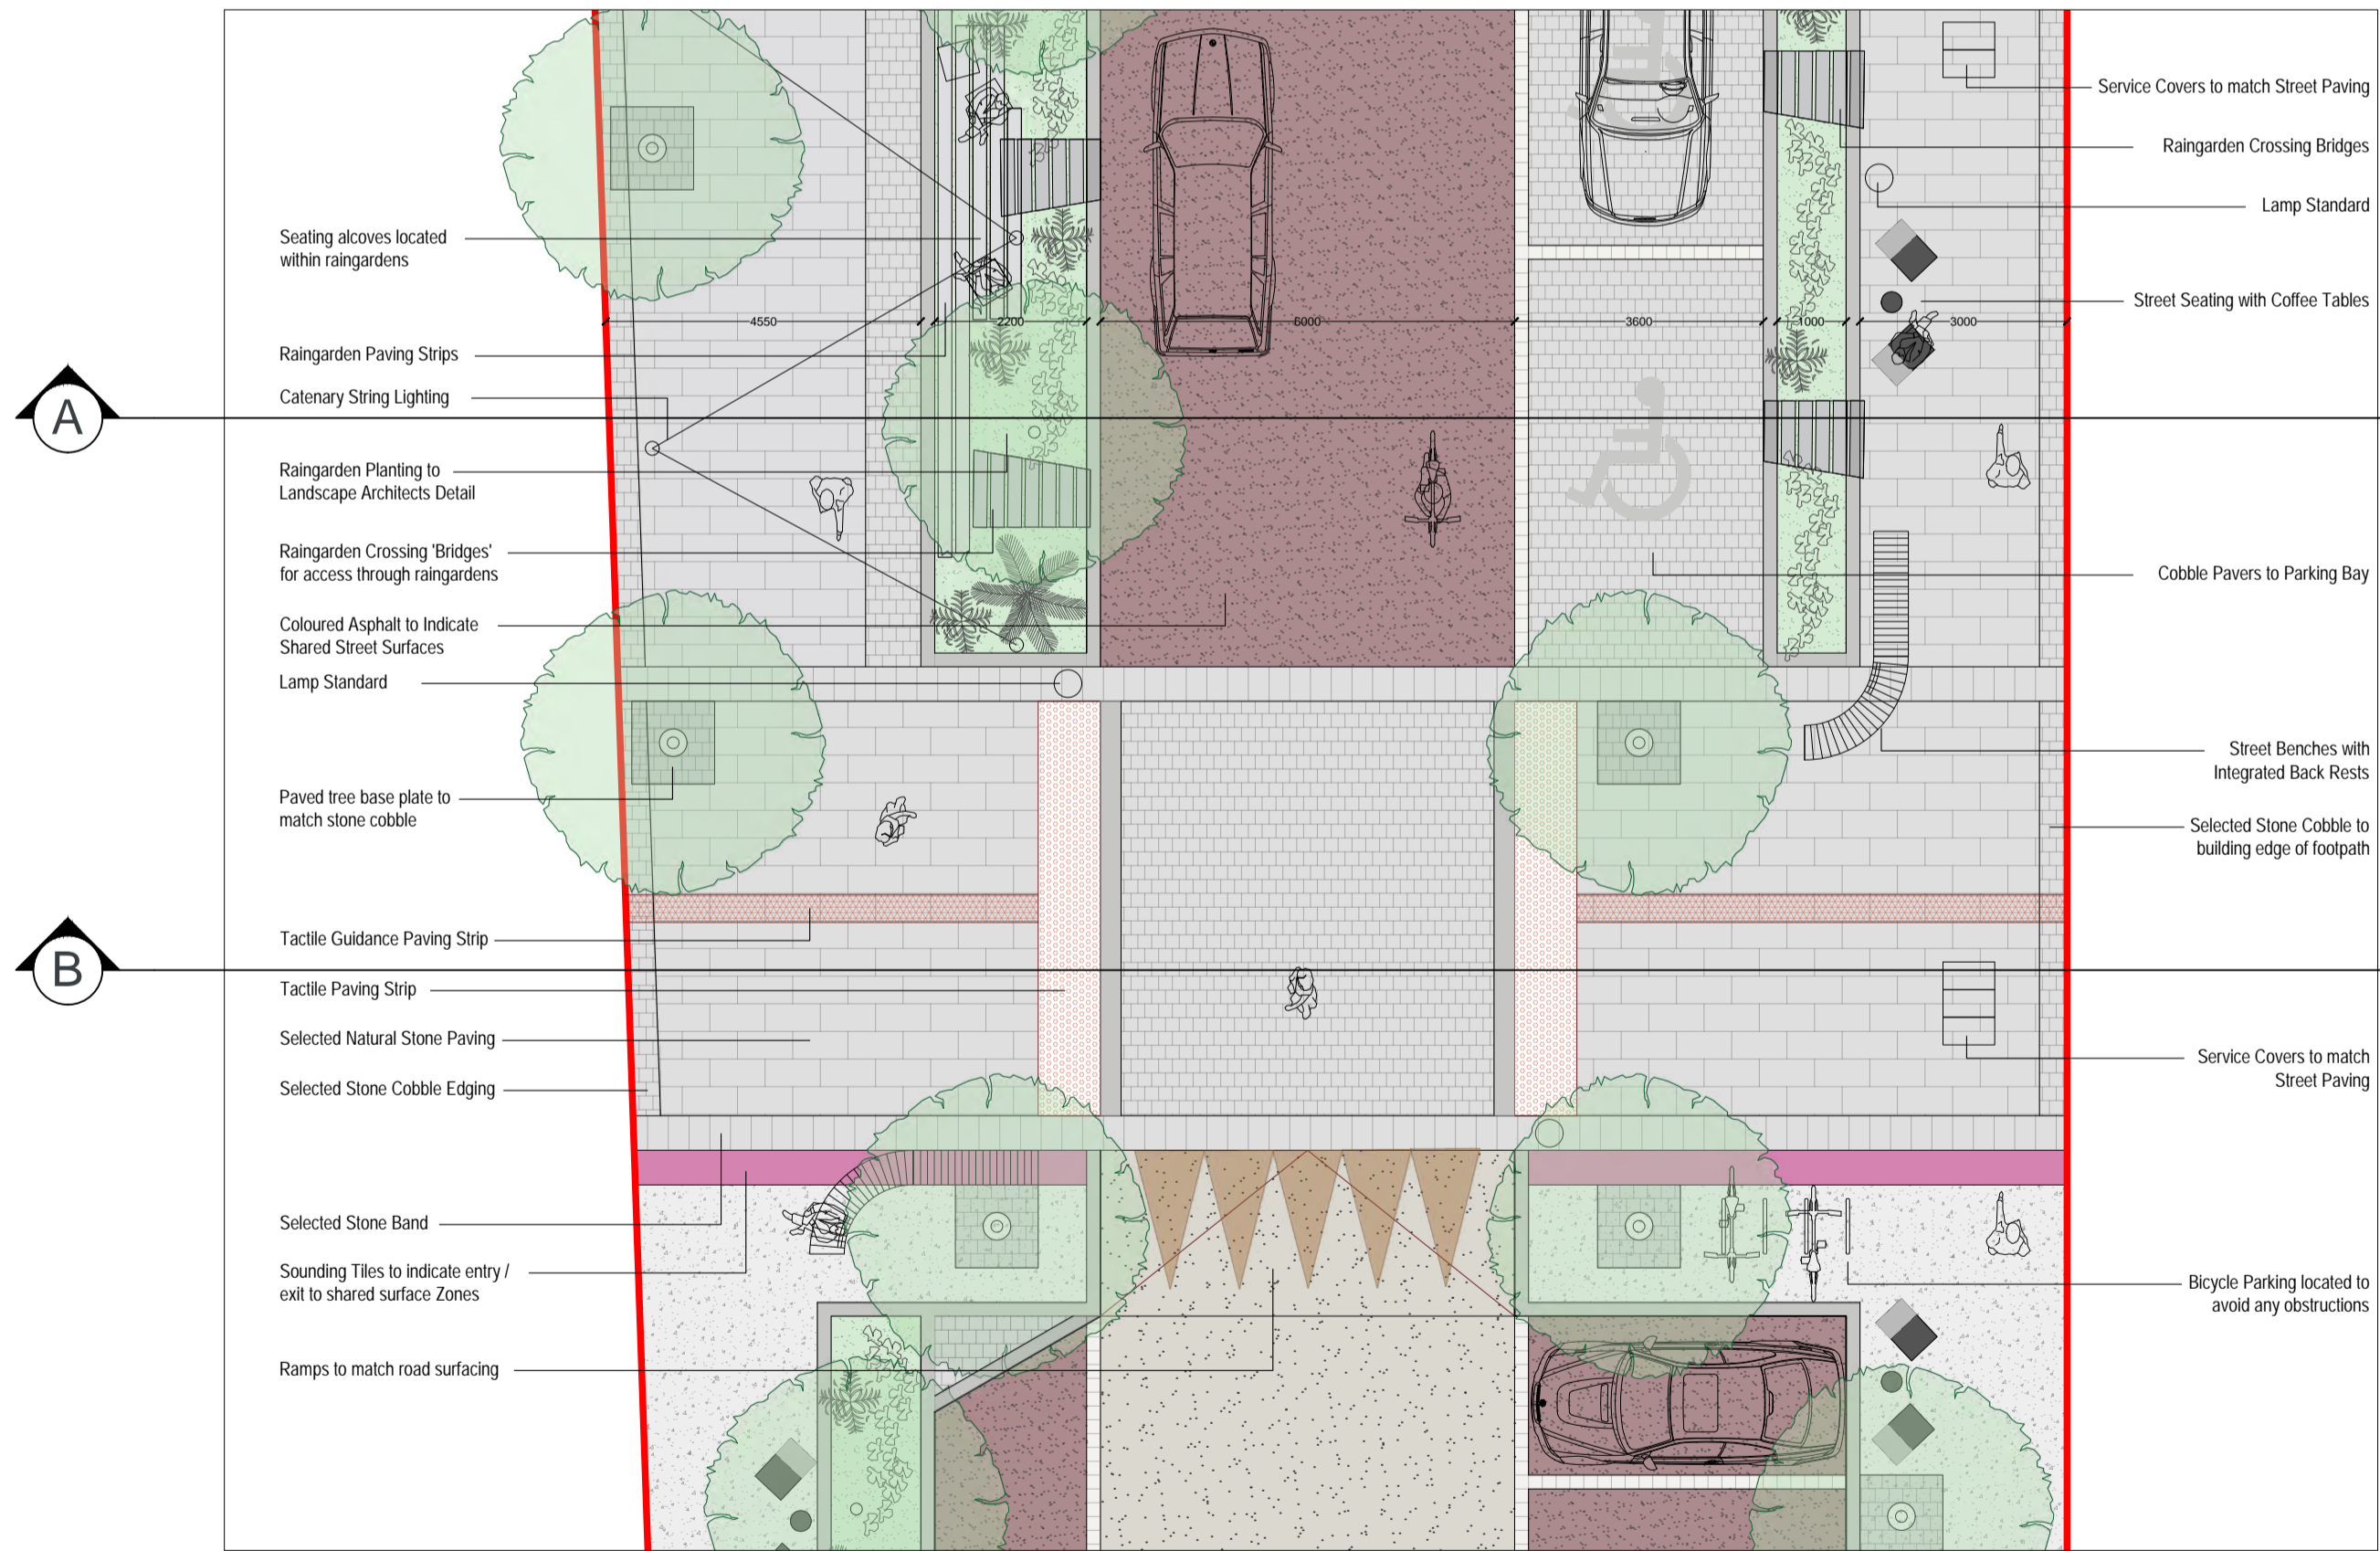 Seating alcoves located
within raingardens
Raingarden Paving Strips
Catenary String Lighting
A
Raingarden Planting to
Landscape Architects Detail
Raingarden Crossing 'Bridges'
for access through raingardens
Coloured Asphalt to Indicate
Shared Street Surfaces
Lamp Standard
Paved tree base plate to
match stone cobble
Tactile Guidance Paving Strip
B
Tactile Paving Strip
Selected Natural Stone Paving
Selected Stone Cobble Edging
Selected Stone Band
Sounding Tiles to indicate entry /
exit to shared surface Zones
Ramps to match road surfacing
4550
2200
6000
3600
1000
3000
Service Covers to match Street Paving
Raingarden Crossing Bridges
Lamp Standard
Street Seating with Coffee Tables
Cobble Pavers to Parking Bay
Street Benches with
Integrated Back Rests
Selected Stone Cobble to
building edge of footpath
Service Covers to match
Street Paving
Bicycle Parking located to
avoid any obstructions